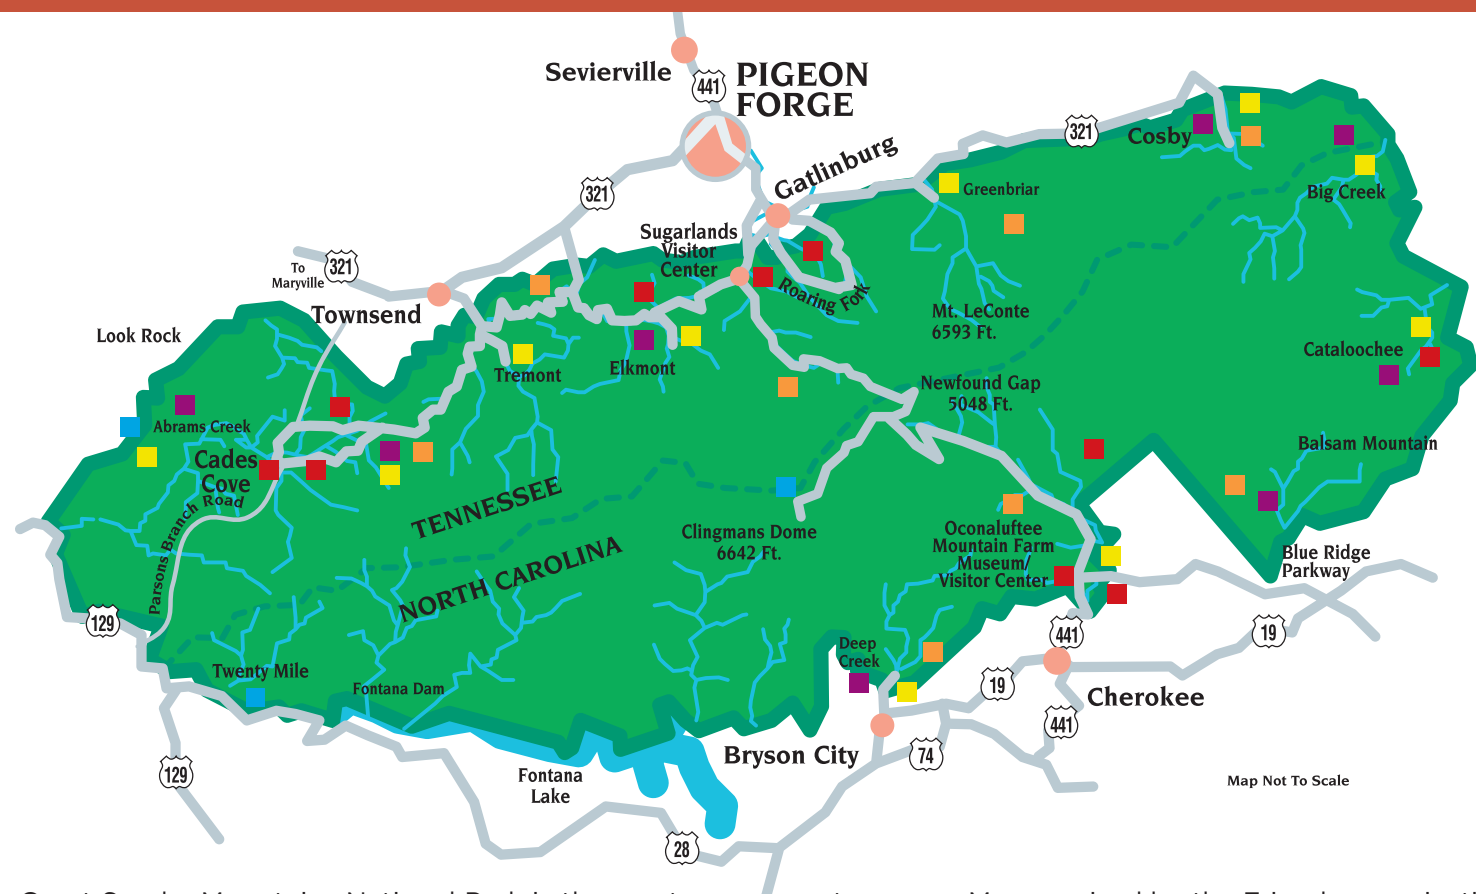 Sevierville
441
PIGEON
FORGE
Gatlinburg
321
Cosby
321
Greenbriar
Big Creek
Sugarlands
Visitor
Center
To
Maryville
321
Roaring Fork
Townsend
Mt. LeConte
6593 Ft.
Look Rock
Tremont
Elkmont
Cataloochee
Newfound Gap
5048 Ft.
Abrams Creek
Balsam Mountain
Cades
Cove
Parsons Branch Road
TENNESSEE
Clingmans Dome
6642 Ft.
Oconaluftee
Mountain Farm
Museum/
Visitor Center
NORTH CAROLINA
Blue Ridge
Parkway
129
441
19
Deep
Creek
Twenty Mile
Fontana Dam
19
Cherokee
441
Bryson City
74
129
Fontana
Lake
Map Not To Scale
28